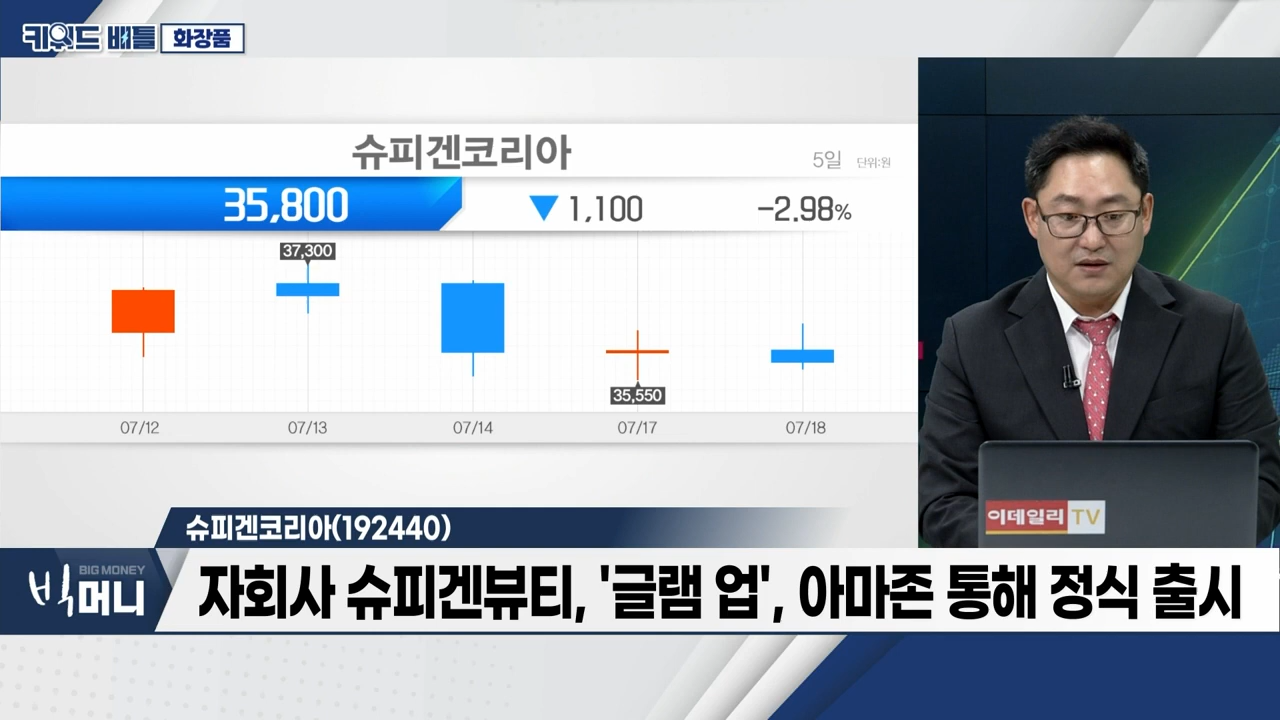 키워드 배틀 화장품
슈피겐코리아
5일 단위:원
35,800 ▼ 1,100 -2.98%
37,300
35,550
07/12 07/13 07/14 07/17 07/18
이데일리 TV
슈피겐코리아(192440)
BIG MONEY
빅머니
자회사 슈피겐뷰티, '글램 업', 아마존 통해 정식 출시